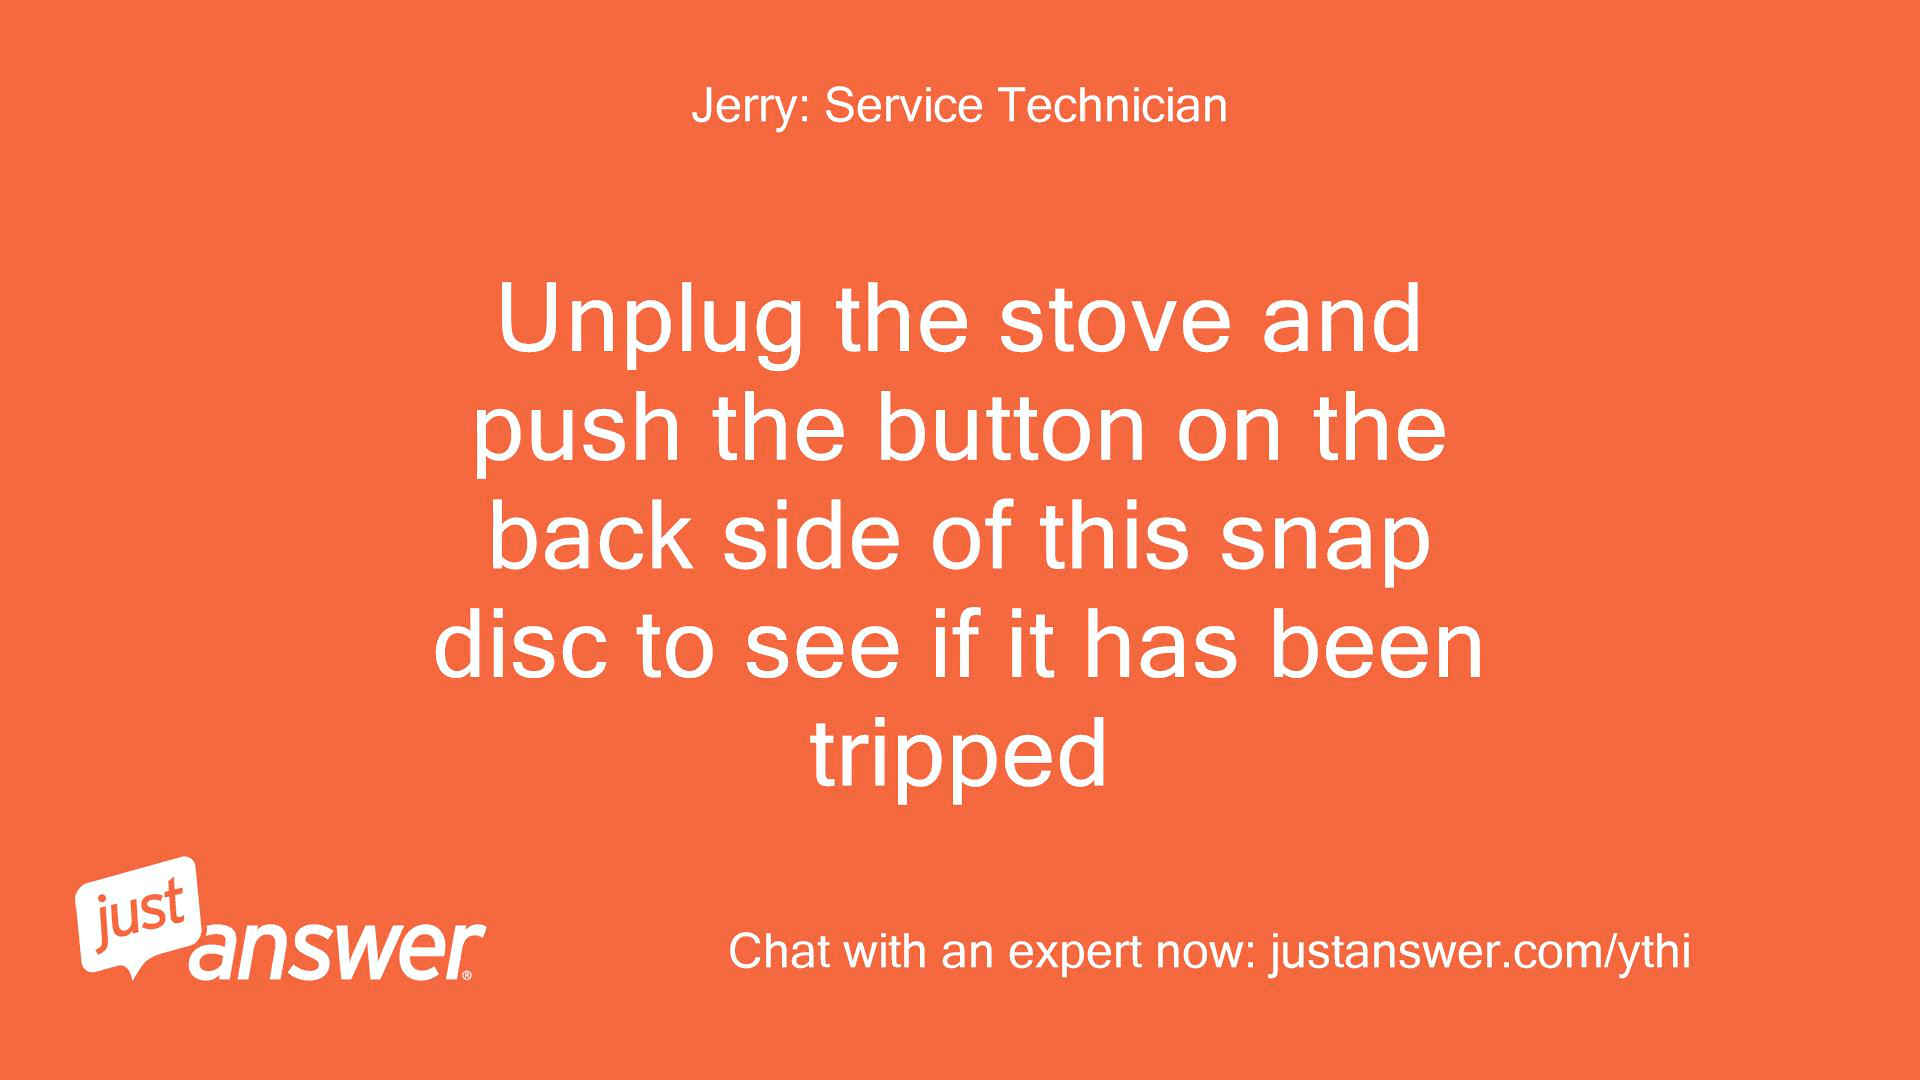 Jerry: Service Technician
Unplug the stove and
push the button on the
back side of this snap
disc to see if it has been
tripped
just
answer®
Chat with an expert now: justanswer.com/ythi